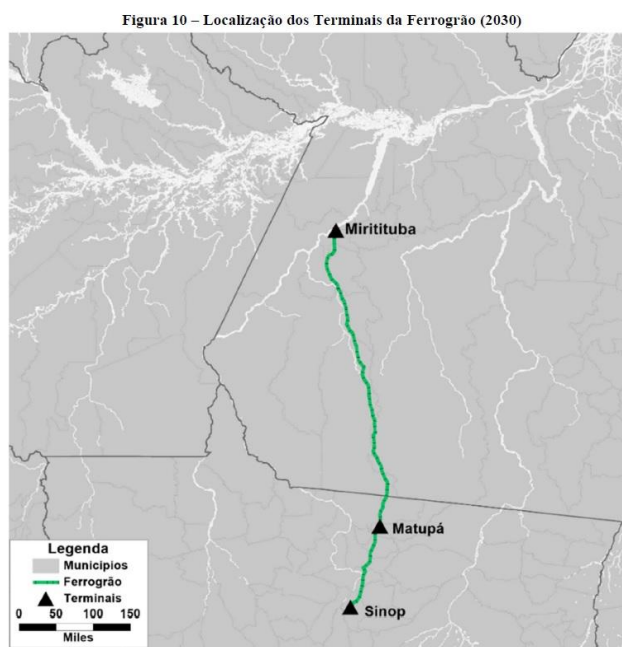 Figura 10 – Localização dos Terminais da Ferrogrão (2030)
Miritituba
Matupá
Sinop
Legenda
Municípios
Ferrogrão
Terminais
0 50 100 150
Miles